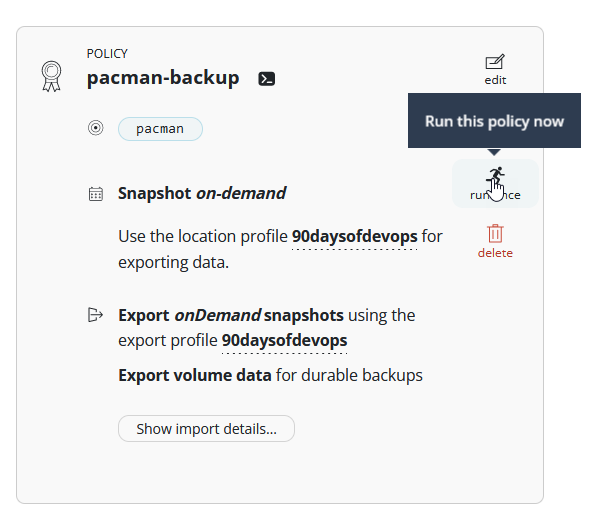 POLICY
pacman-backup
edit
Run this policy now
pacman
Snapshot on-demand
run once
Use the location profile 90daysofdevops for
exporting data.
delete
Export onDemand snapshots using the
export profile 90daysofdevops
Export volume data for durable backups
Show import details...